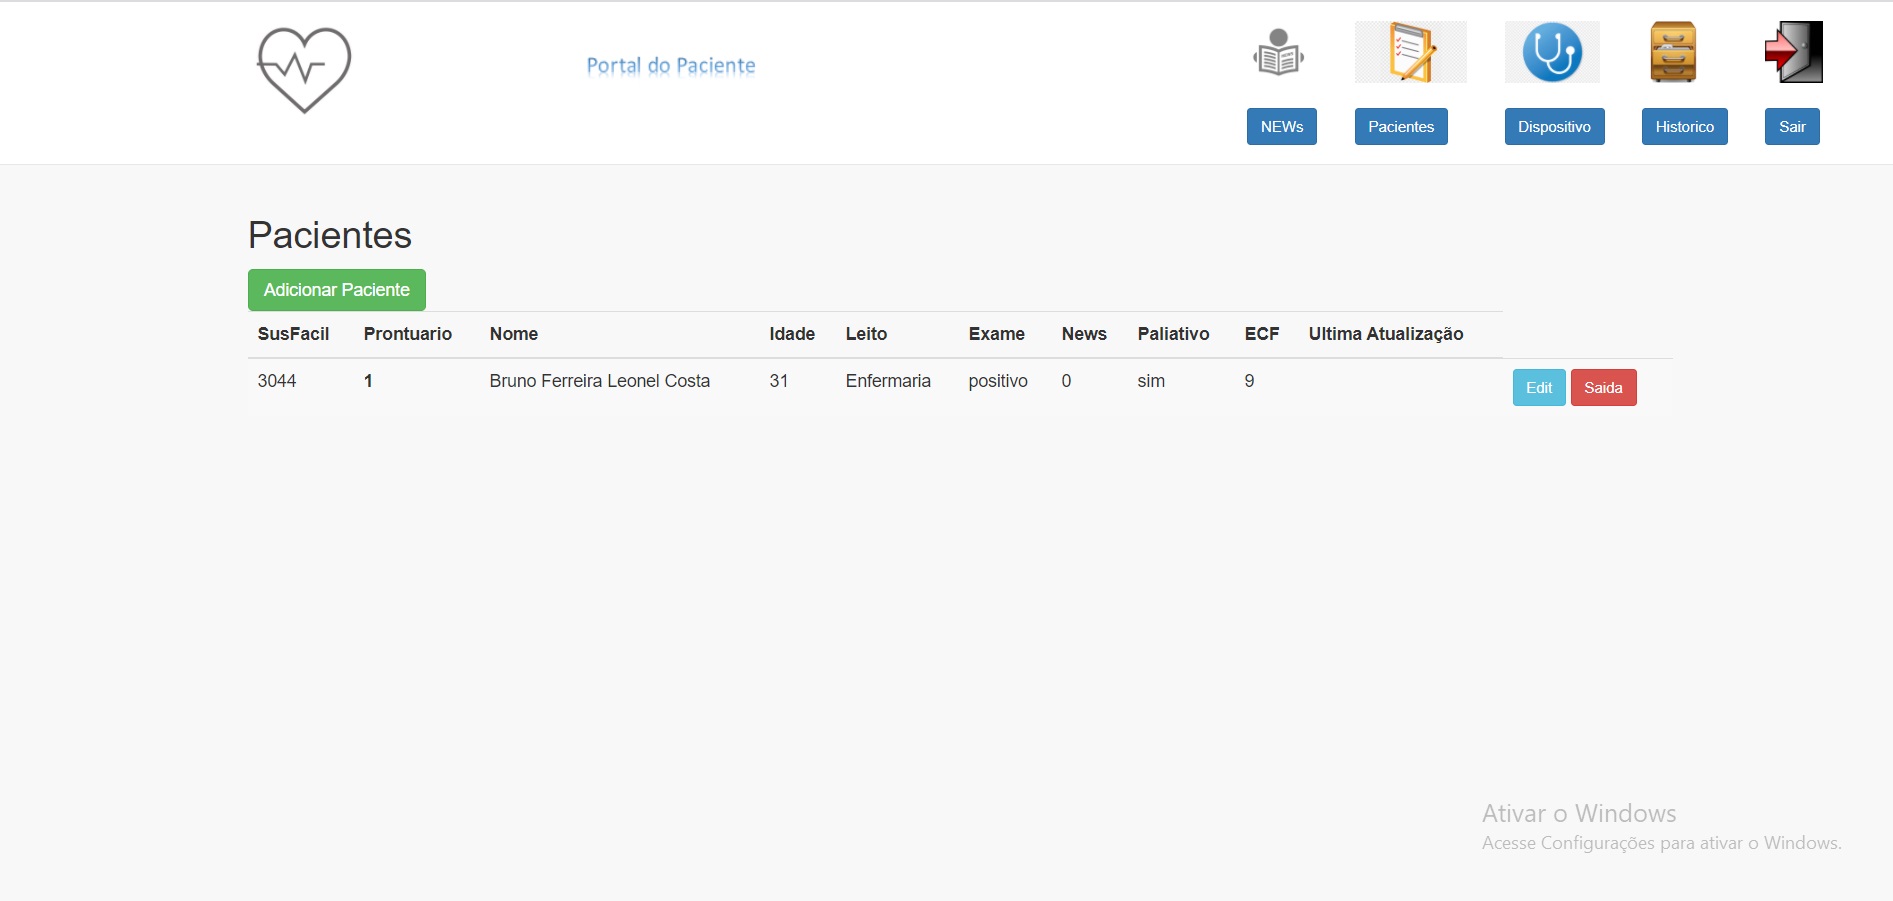 Portal do Paciente
NEWs Pacientes Dispositivo Historico Sair
Pacientes
Adicionar Paciente
SusFacil Prontuario Nome Idade Leito Exame News Paliativo ECF Ultima Atualização
3044 1 Bruno Ferreira Leonel Costa 31 Enfermaria positivo 0 sim 9 Edit Saida
Ativar o Windows
Acesse Configurações para ativar o Windows.